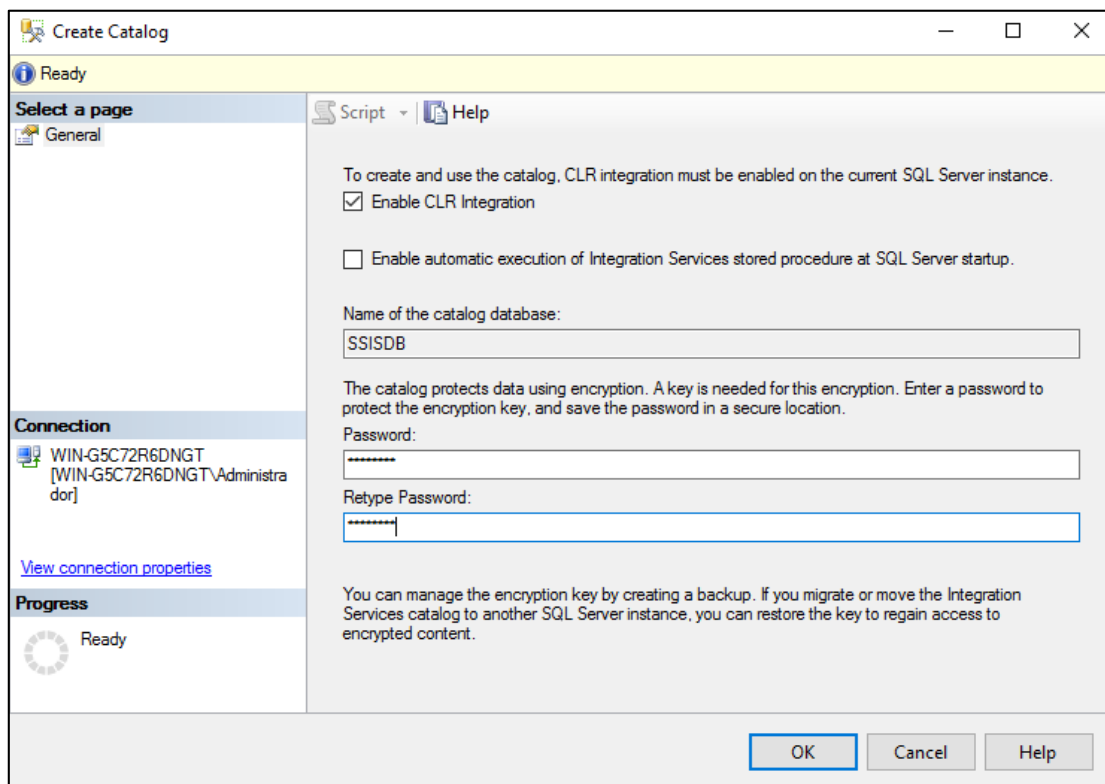 Create Catalog
Ready
Select a page
General
Script
Help
To create and use the catalog, CLR integration must be enabled on the current SQL Server instance.
Enable CLR Integration
Enable automatic execution of Integration Services stored procedure at SQL Server startup.
Name of the catalog database:
SSISDB
The catalog protects data using encryption. A key is needed for this encryption. Enter a password to
protect the encryption key, and save the password in a secure location.
Password:
********
Retype Password:
********
You can manage the encryption key by creating a backup. If you migrate or move the Integration
Services catalog to another SQL Server instance, you can restore the key to regain access to
encrypted content.
Connection
WIN-G5C72R6DNGT
[WIN-G5C72R6DNGT\Administra
dor]
View connection properties
Progress
Ready
OK
Cancel
Help